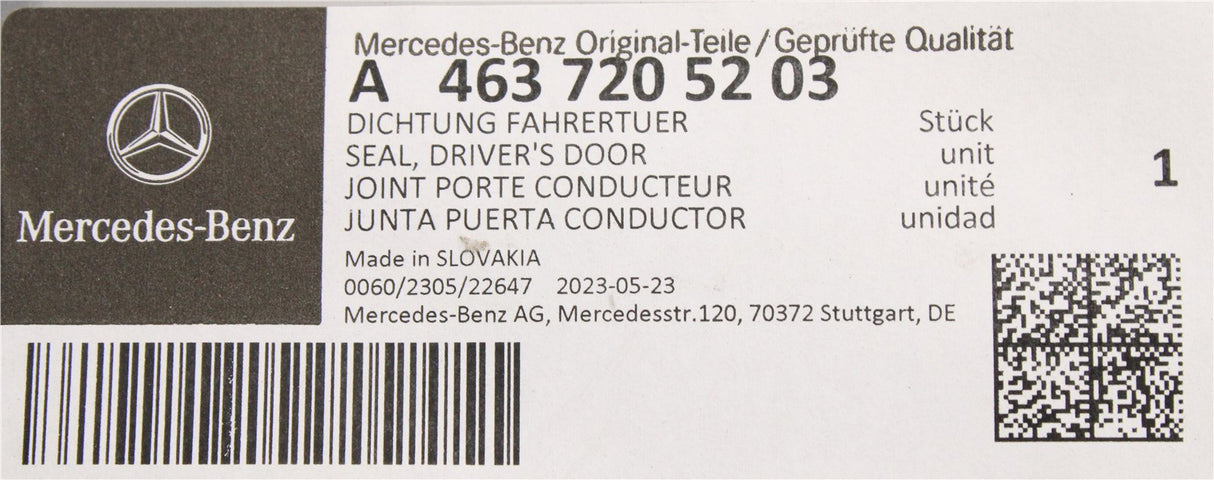 Mercedes-Benz
Mercedes-Benz Original-Teile/Geprüfte Qualität
A 463 720 52 03
DICHTUNG FAHRERTUER Stück
SEAL, DRIVER'S DOOR unit
JOINT PORTE CONDUCTEUR unité
JUNTA PUERTA CONDUCTOR unidad
1
Made in SLOVAKIA
0060/2305/22647 2023-05-23
Mercedes-Benz AG, Mercedesstr.120, 70372 Stuttgart, DE